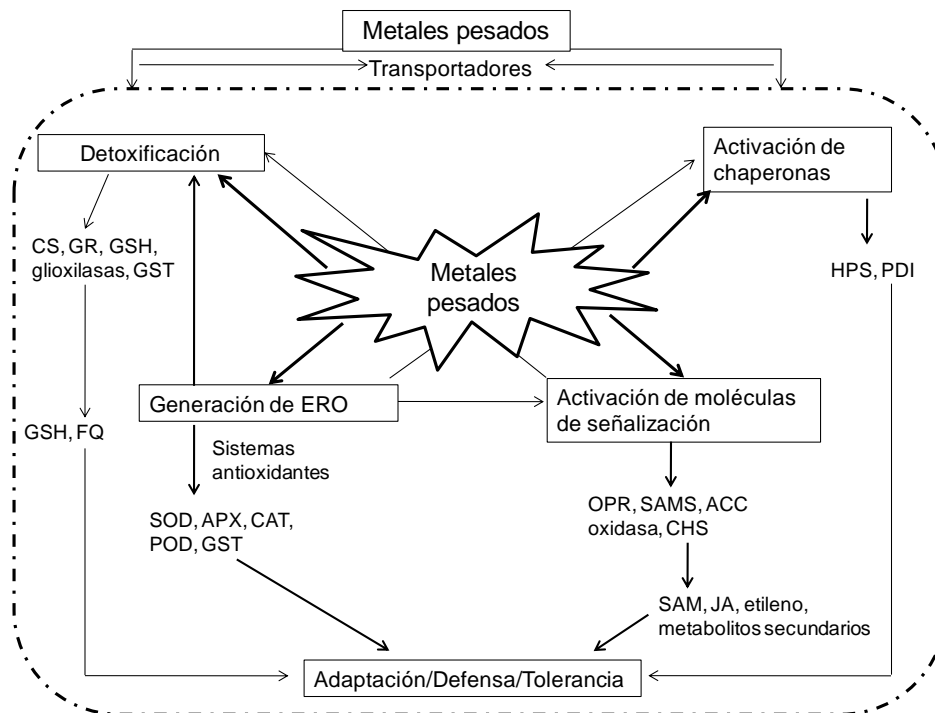 Metales pesados
Transportadores
Detoxificación
Activación de
chaperonas
CS, GR, GSH,
glioxilasas, GST
HPS, PDI
Metales
pesados
Generación de ERO
Activación de moléculas
de señalización
GSH, FQ
Sistemas
antioxidantes
OPR, SAMS, ACC
oxidasa, CHS
SOD, APX, CAT,
POD, GST
SAM, JA, etileno,
metabolitos secundarios
Adaptación/Defensa/Tolerancia